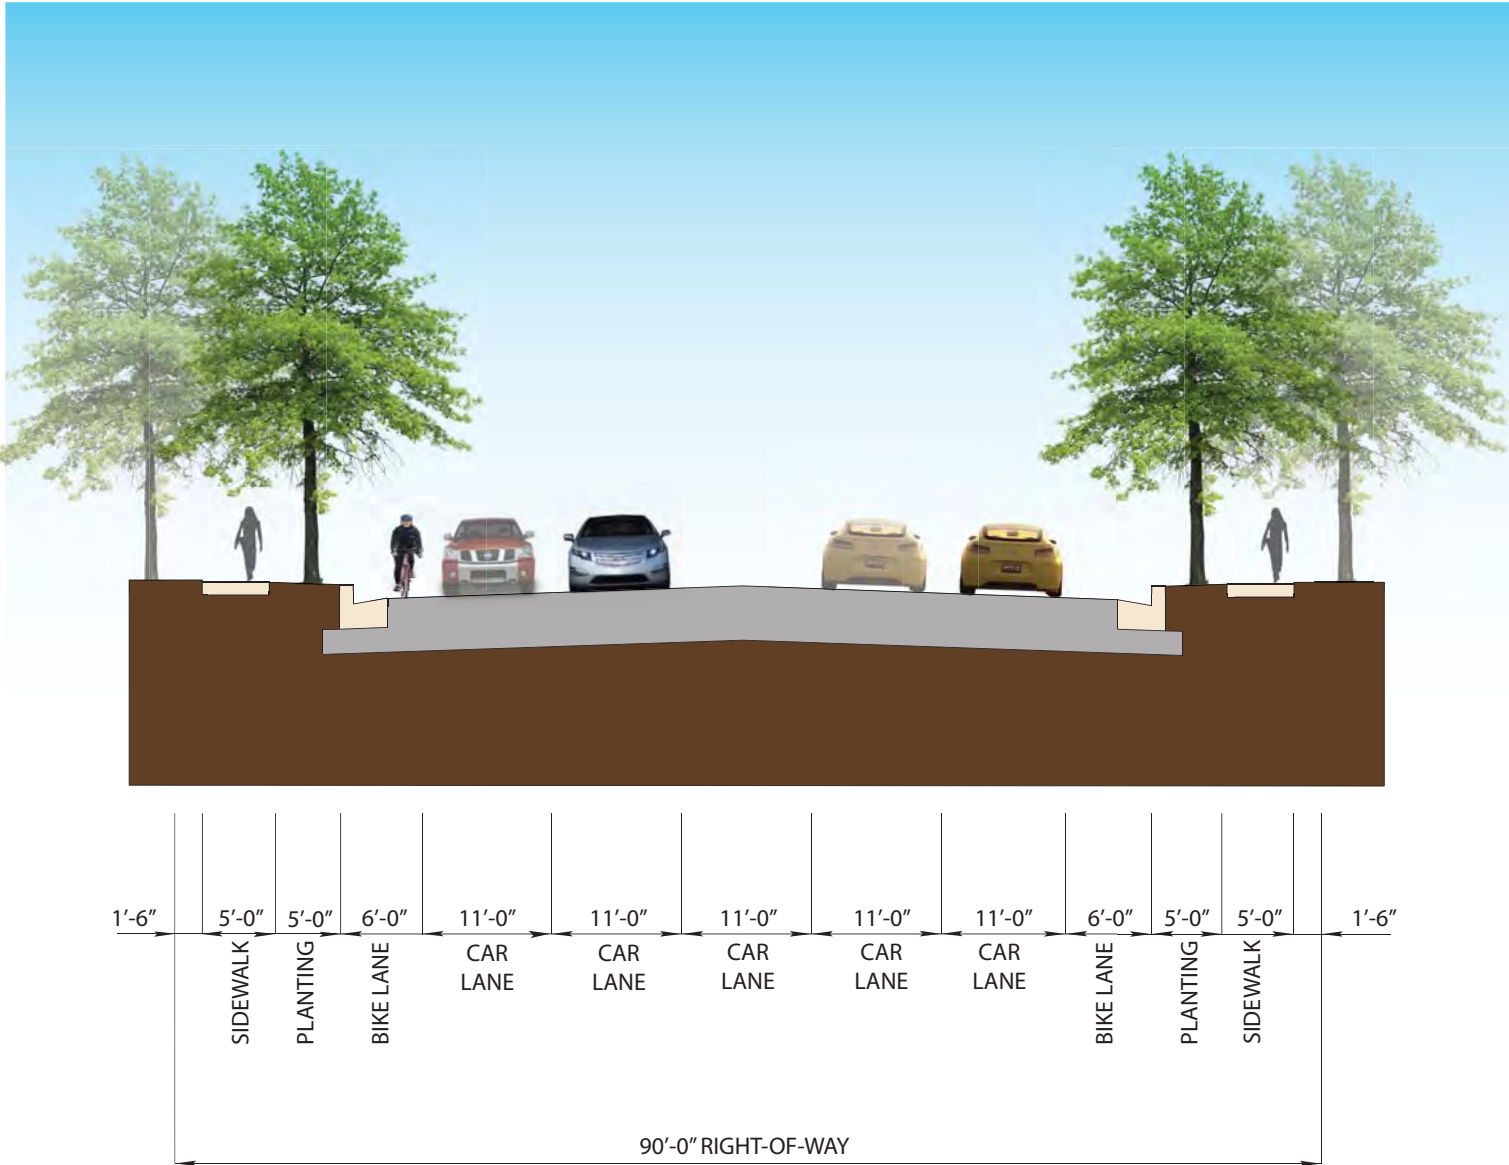 1’-6” 5’-0” 5’-0” 6’-0” 11’-0” 11’-0” 11’-0” 11’-0” 11’-0” 6’-0” 5’-0” 5’-0” 1’-6”
SIDEWALK
PLANTING
BIKE LANE
CAR
LANE
CAR
LANE
CAR
LANE
CAR
LANE
CAR
LANE
BIKE LANE
PLANTING
SIDEWALK
90’-0” RIGHT-OF-WAY